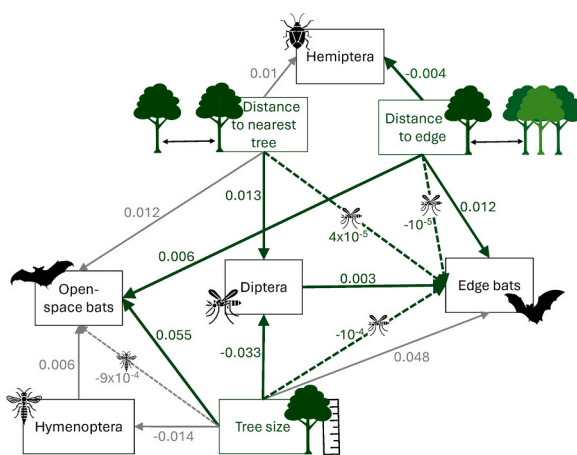 Hemiptera
0.01
-0.004
Distance
to nearest
tree
Distance
to edge
0.012
0.013
4x10-5
-10-5
0.012
0.006
Open-
space bats
Diptera
0.003
Edge bats
0.055
-0.033
-10-4
0.048
0.006
-9x10-4
Hymenoptera
-0.014
Tree size